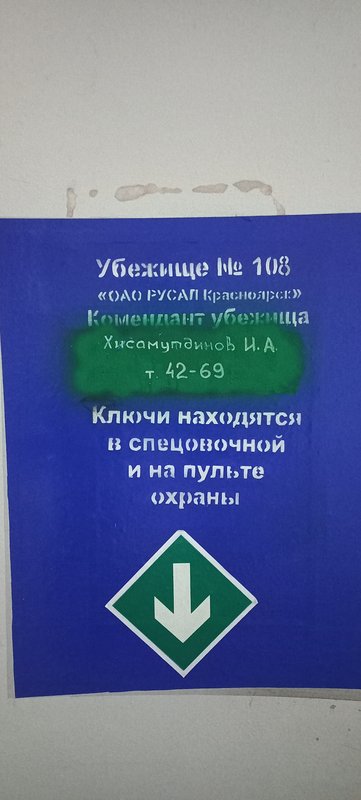 Убежище № 108
«ОАО РУСАЛ Красноярск»
Комендант убежища
Хисамутдинов И.А.
т. 42-69
Ключи находятся
в спецовочной
и на пульте
охраны